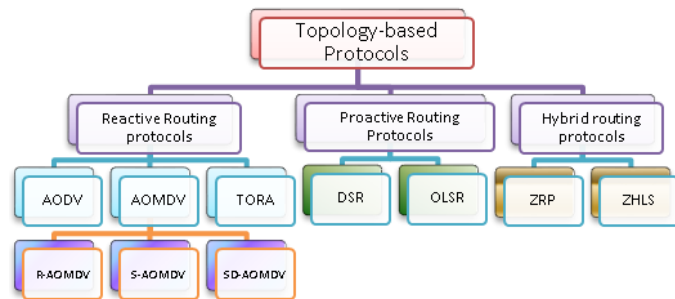 Topology-based
Protocols
Reactive Routing
protocols
Proactive Routing
Protocols
Hybrid routing
protocols
AODV
AOMDV
TORA
DSR
OLSR
ZRP
ZHLS
R-AOMDV
S-AOMDV
SD-AOMDV